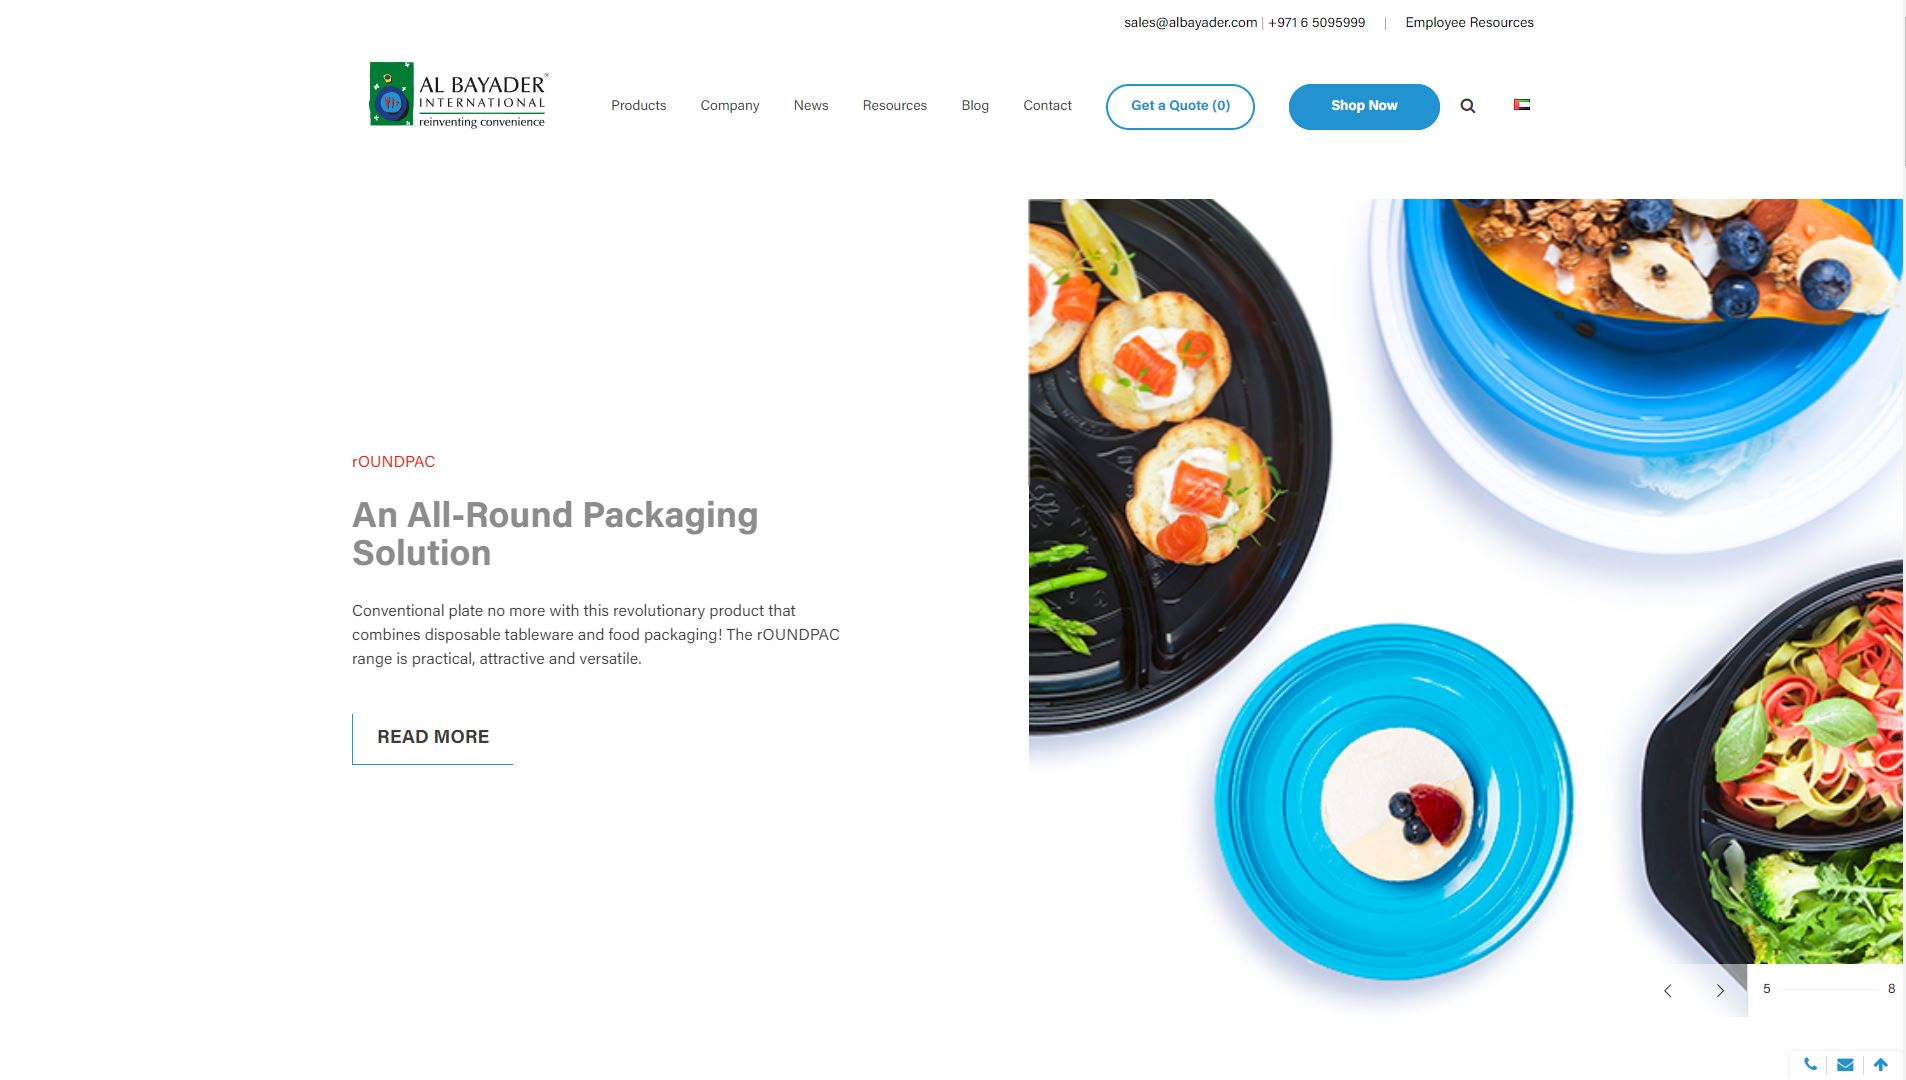 sales@albayader.com | +971 6 5095999 | Employee Resources
AL BAYADER®
INTERNATIONAL
reinventing convenience
Products Company News Resources Blog Contact Get a Quote (0) Shop Now
rOUNDPAC
An All-Round Packaging
Solution
Conventional plate no more with this revolutionary product that
combines disposable tableware and food packaging! The rOUNDPAC
range is practical, attractive and versatile.
READ MORE
5 8